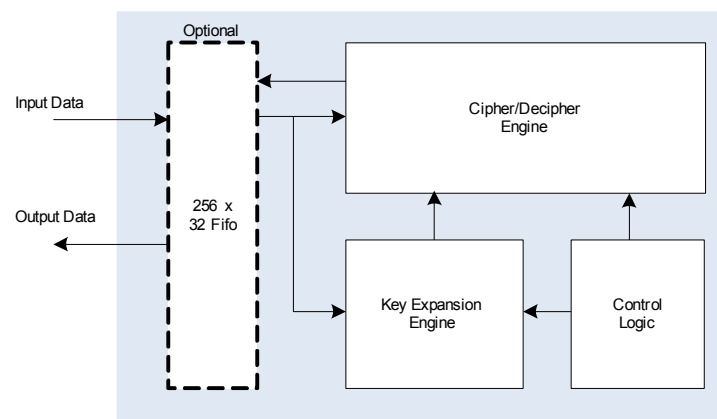 Optional
Input Data
Cipher/Decipher
Engine
Output Data
256 x
32 Fifo
Key Expansion
Engine
Control
Logic